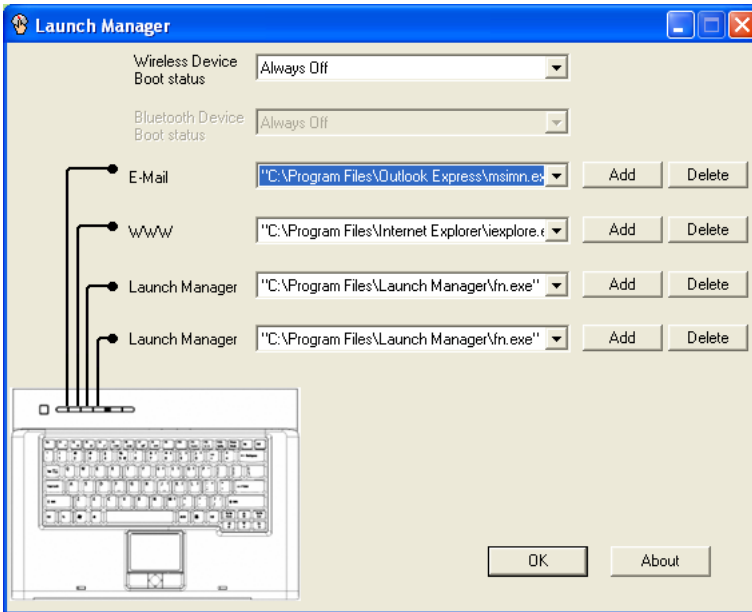 Launch Manager
Wireless Device
Boot status
Always Off
Bluetooth Device
Boot status
Always Off
E-Mail "C:\Program Files\Outlook Express\msimn.ex Add Delete
WWW "C:\Program Files\Internet Explorer\iexplore.e Add Delete
Launch Manager "C:\Program Files\Launch Manager\fn.exe" Add Delete
Launch Manager "C:\Program Files\Launch Manager\fn.exe" Add Delete
OK About